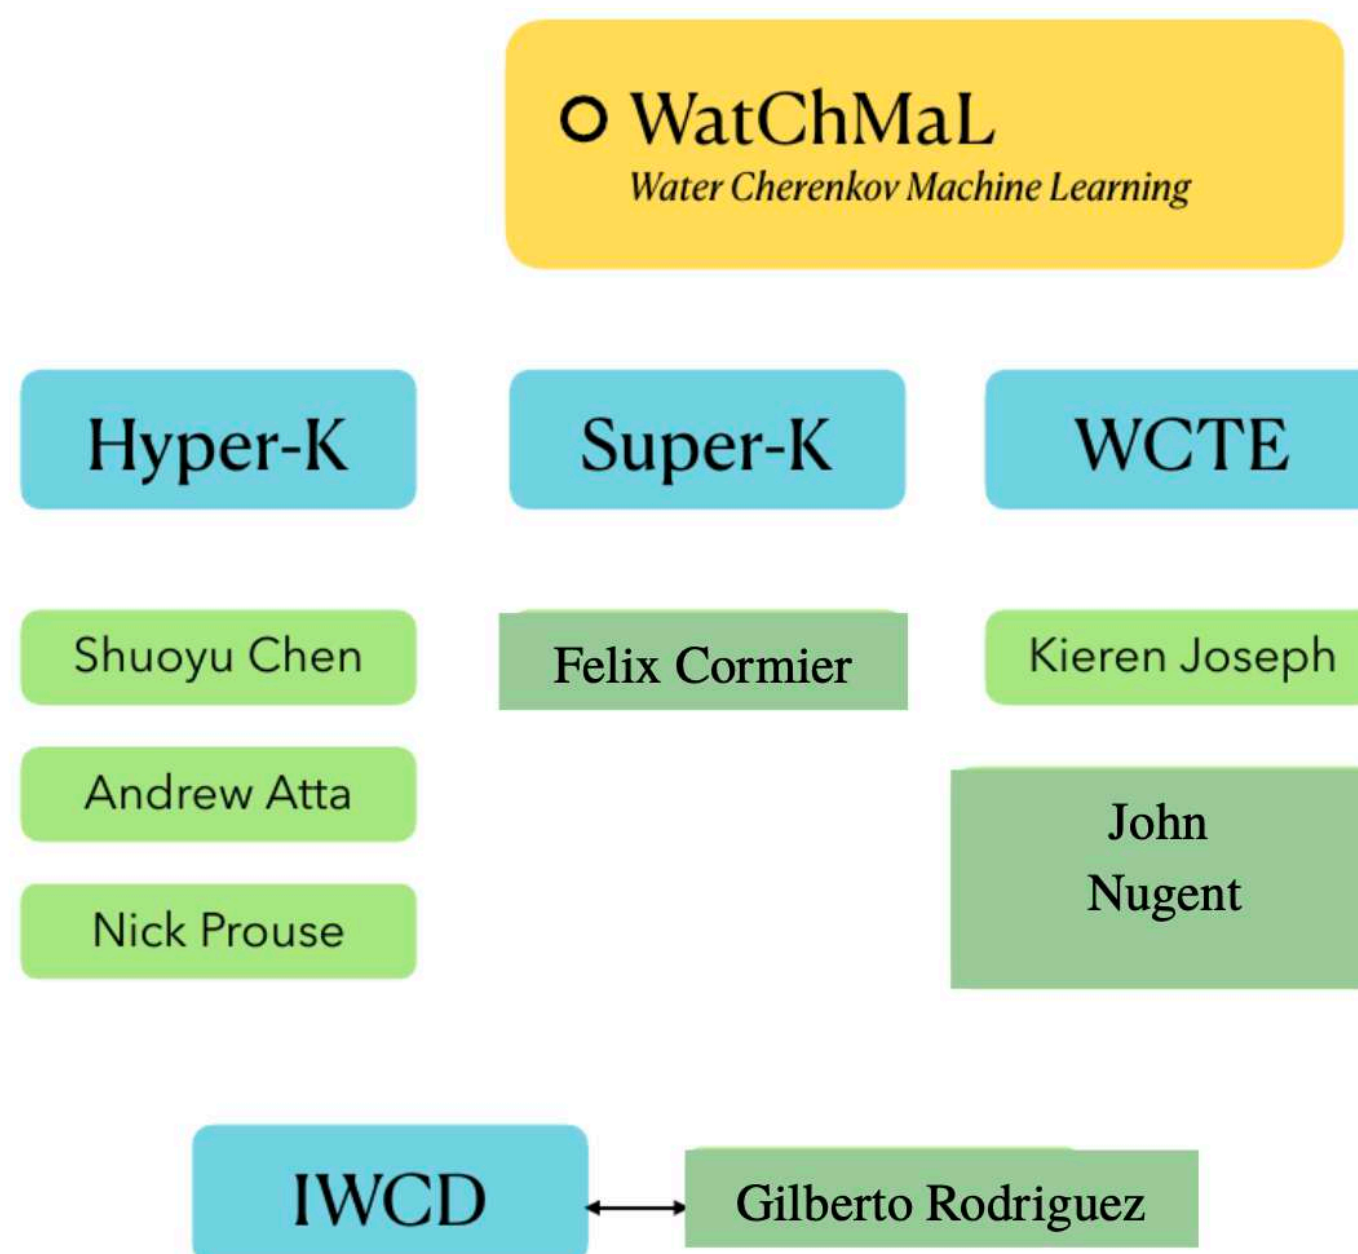 WatChMaL
Water Cherenkov Machine Learning
Hyper-K
Super-K
WCTE
Shuoyu Chen
Felix Cormier
Kieren Joseph
Andrew Atta
John
Nugent
Nick Prouse
IWCD
Gilberto Rodriguez